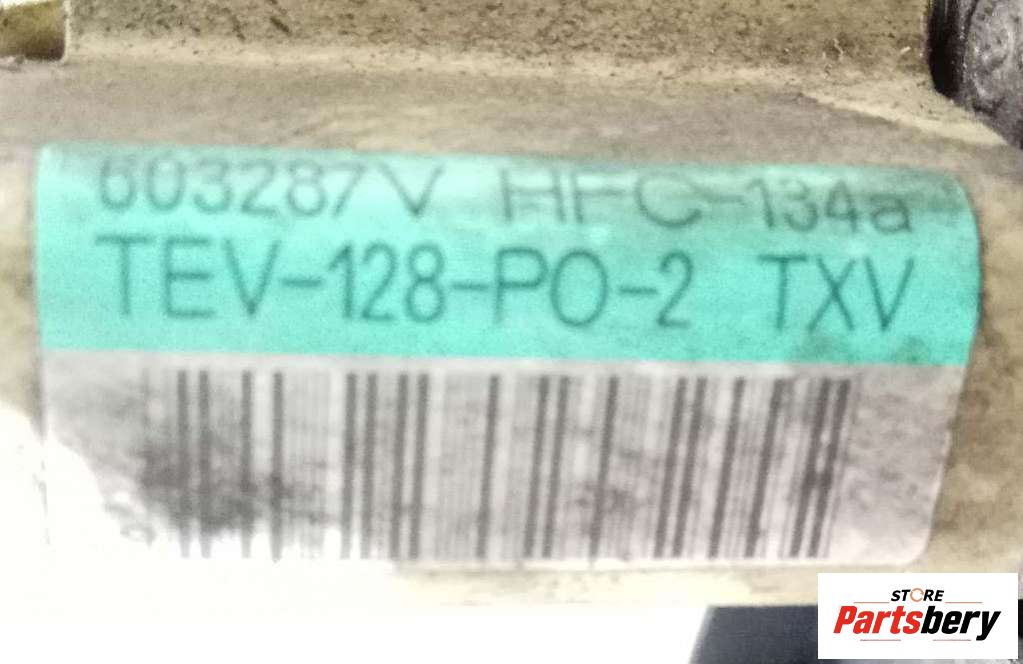 603287V HFC-134a
TEV-128-PO-2 TXV
STORE
Partsbery